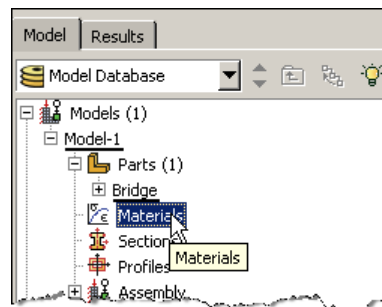 Model Results
Model Database
Models (1)
Model-1
Parts (1)
Bridge
Materials
Sections
Materials
Profiles
Assembly